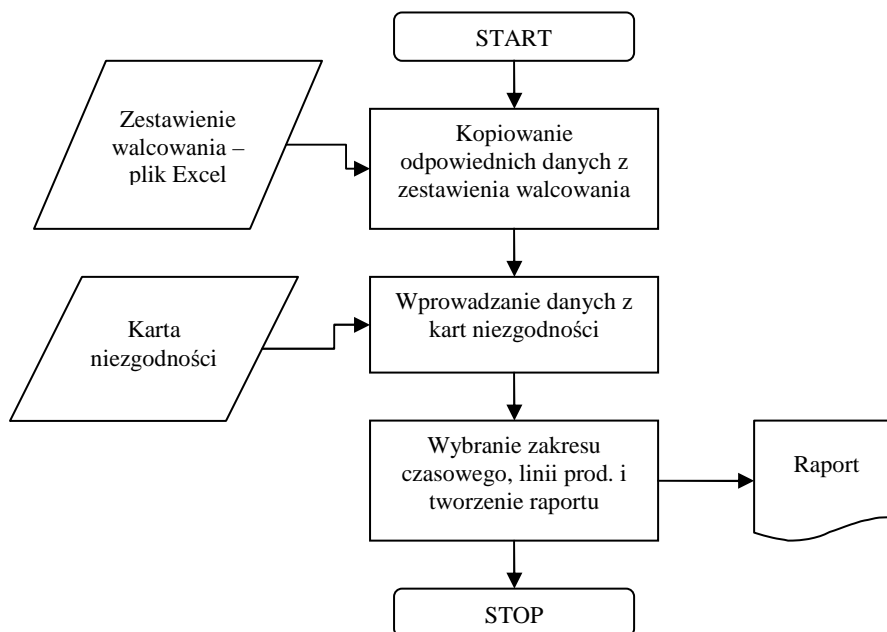 START
Zestawienie
walcowania –
plik Excel
Kopiowanie
odpowiednich danych z
zestawienia walcowania
Karta
niezgodności
Wprowadzanie danych z
kart niezgodności
Wybranie zakresu
czasowego, linii prod. i
tworzenie raportu
Raport
STOP